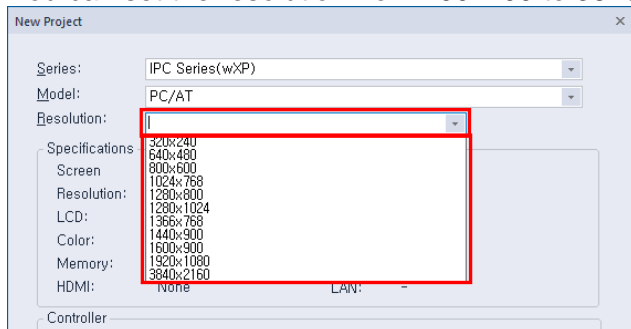 New Project
Series: IPC Series(wXP)
Model: PC/AT
Resolution:
320x240
Specifications
640x480
Screen
800x600
1024x768
Resolution:
1280x800
1280x1024
LCD:
1366x768
Color:
1440x900
1600x900
Memory:
1920x1080
3840x2160
HDMI: None LAN: -
Controller